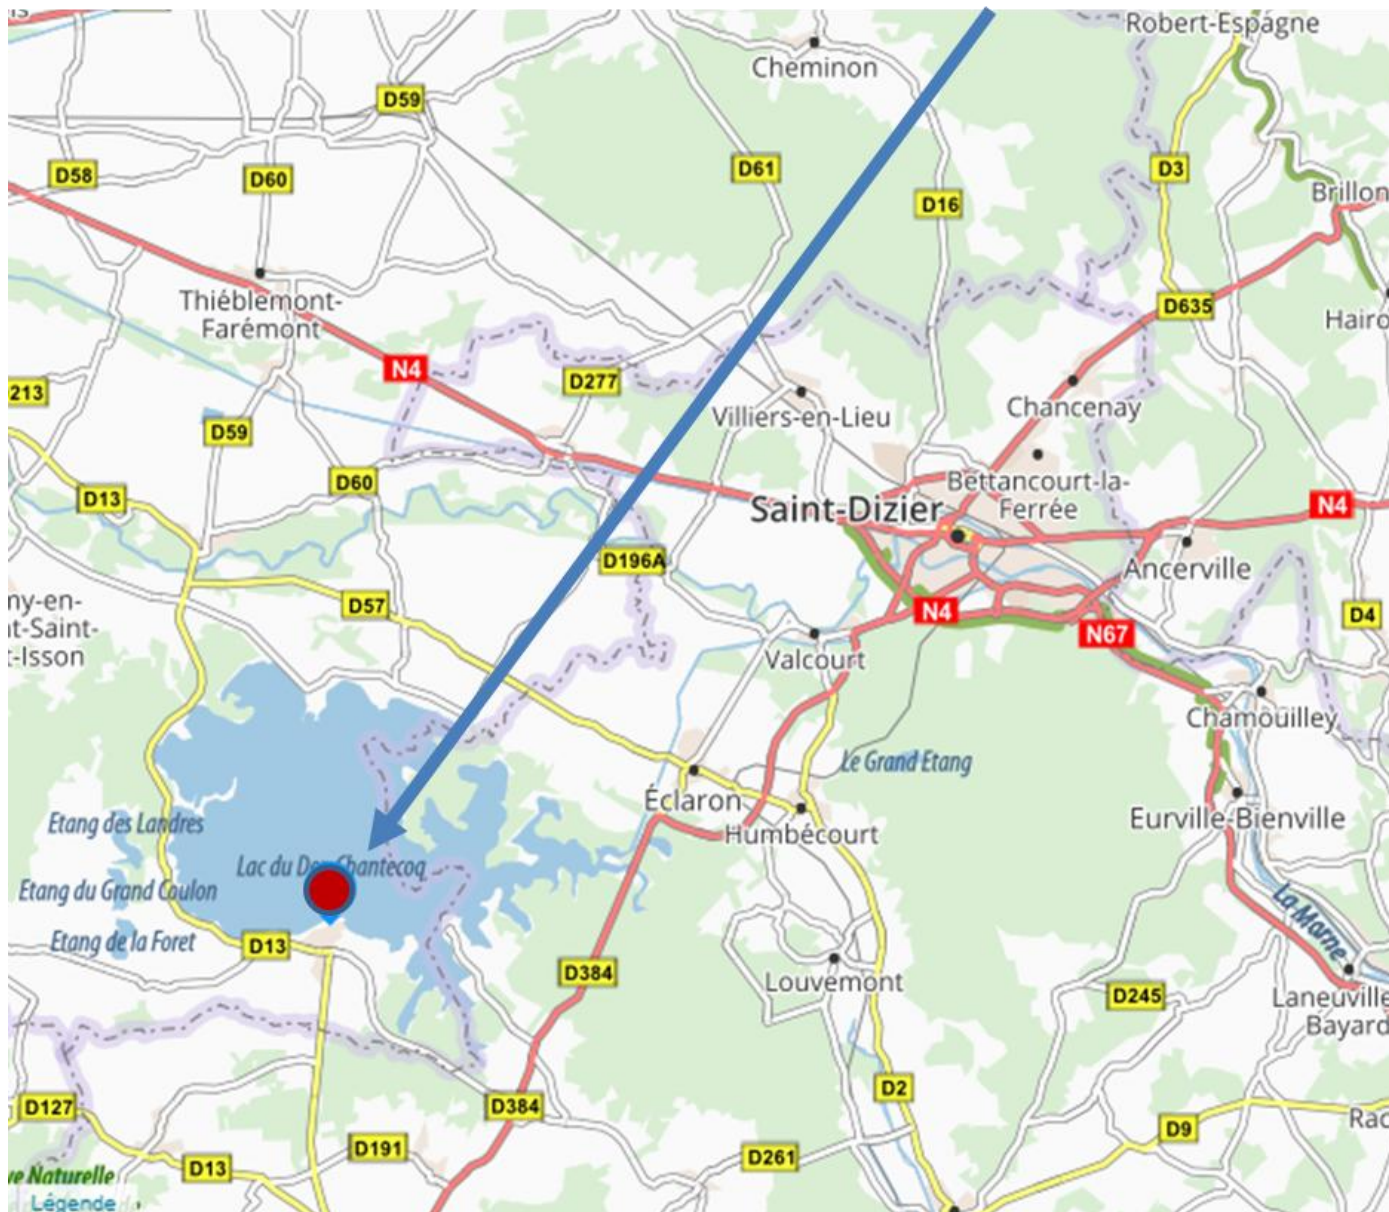 Robert-Espagne
Cheminon
D59
D61
D3
D58
D60
D16
Brillon
Thiéblemont-
Farémont
D635
Hairo
N4
D277
213
Chancenay
Villiers-en-Lieu
D59
D60
Bettancourt-la-
Ferrée
D13
Saint-Dizier
N4
D196A
Ancerville
my-en-
nt-Saint-
t-Isson
D57
N4
D4
N67
Valcourt
Chamouilley
Le Grand Etang
Éclaron
Etang des Landres
Humbécourt
Eurville-Bienville
Lac du Der-Chantecoq
Etang du Grand Coulon
La Marne
Etang de la Foret
D13
D384
Louvemont
D245
Laneuville
Bayard
D2
D127
D384
Rac
D9
D191
D261
D13
ve Naturelle
Légende